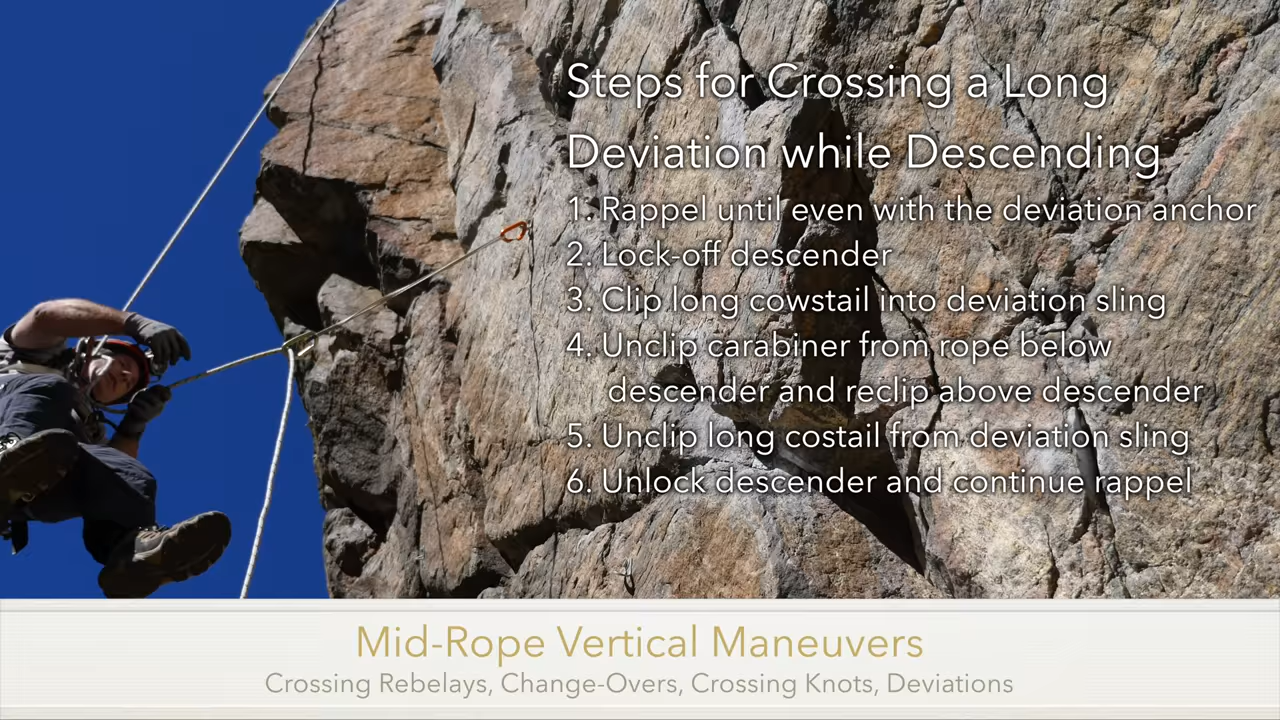 Steps for Crossing a Long
Deviation while Descending
1. Rappel until even with the deviation anchor
2. Lock-off descender
3. Clip long cowstail into deviation sling
4. Unclip carabiner from rope below
descender and reclip above descender
5. Unclip long costail from deviation sling
6. Unlock descender and continue rappel
Mid-Rope Vertical Maneuvers
Crossing Rebelays, Change-Overs, Crossing Knots, Deviations